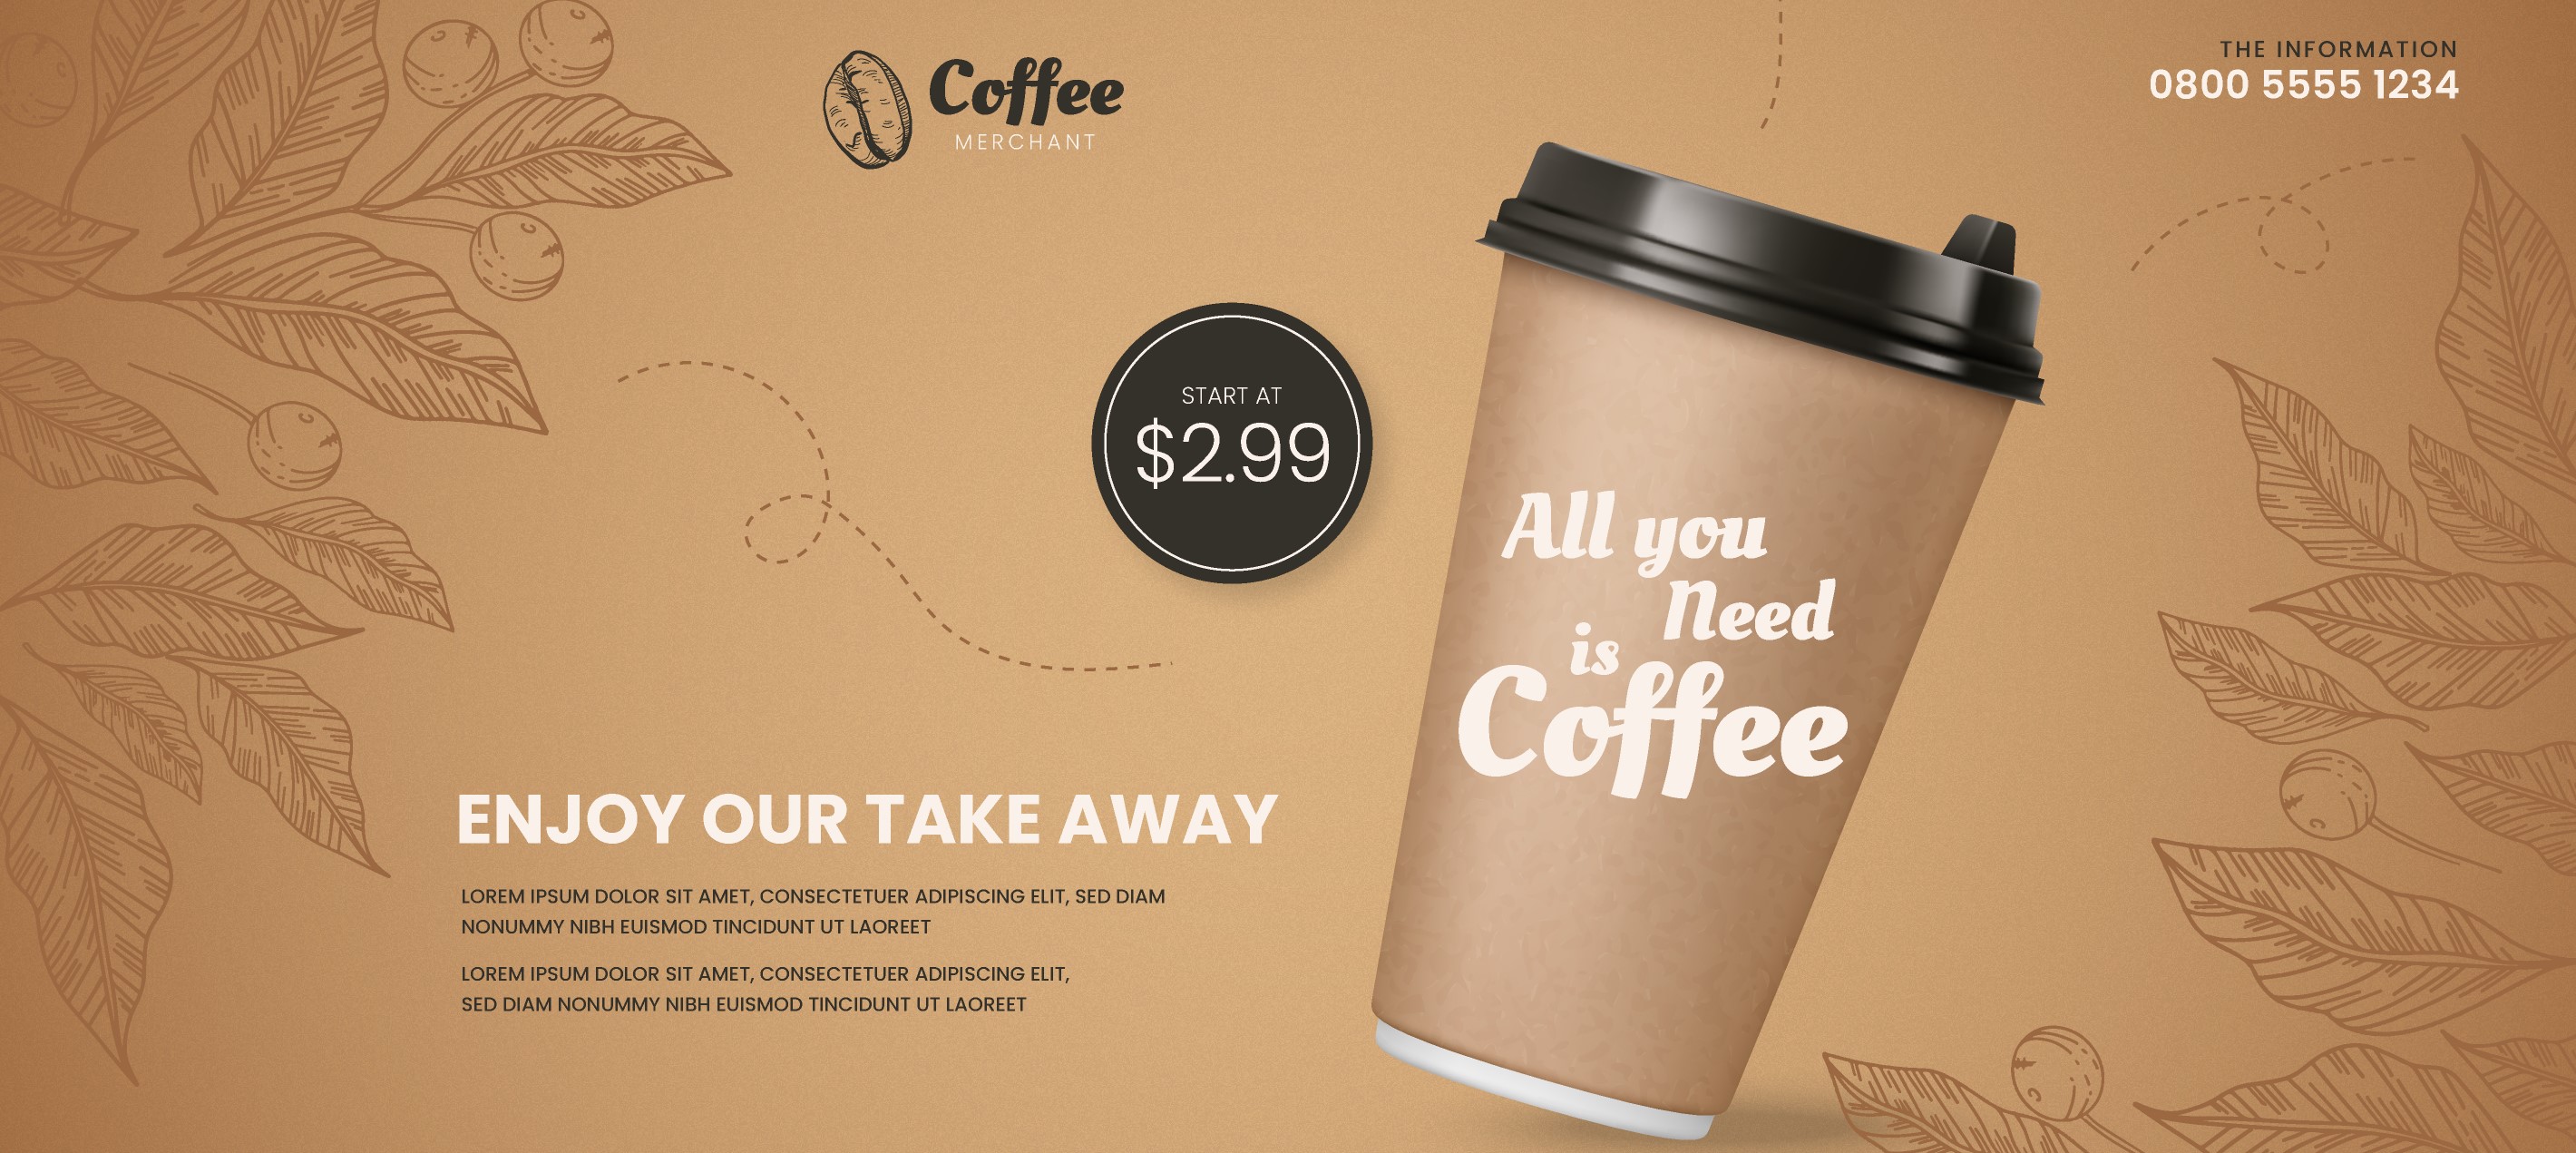 Coffee
MERCHANT
THE INFORMATION
0800 5555 1234
START AT
$2.99
All you
Need
is
Coffee
ENJOY OUR TAKE AWAY
LOREM IPSUM DOLOR SIT AMET, CONSECTETUER ADIPISCING ELIT, SED DIAM
NONUMMY NIBH EUISMOD TINCIDUNT UT LAOREET
LOREM IPSUM DOLOR SIT AMET, CONSECTETUER ADIPISCING ELIT,
SED DIAM NONUMMY NIBH EUISMOD TINCIDUNT UT LAOREET